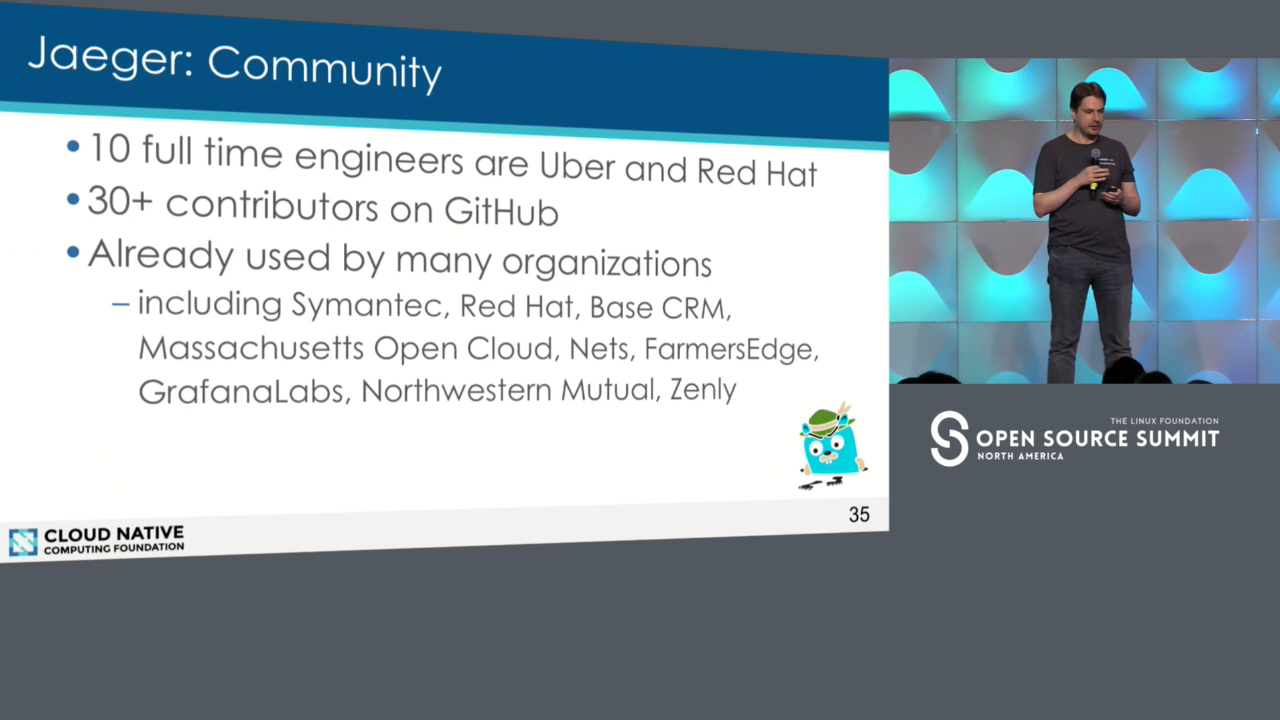 Jaeger: Community
• 10 full time engineers are Uber and Red Hat
• 30+ contributors on GitHub
• Already used by many organizations
– including Symantec, Red Hat, Base CRM,
Massachusetts Open Cloud, Nets, FarmersEdge,
GrafanaLabs, Northwestern Mutual, Zenly
35
CLOUD NATIVE
COMPUTING FOUNDATION
THE LINUX FOUNDATION
OPEN SOURCE SUMMIT
NORTH AMERICA